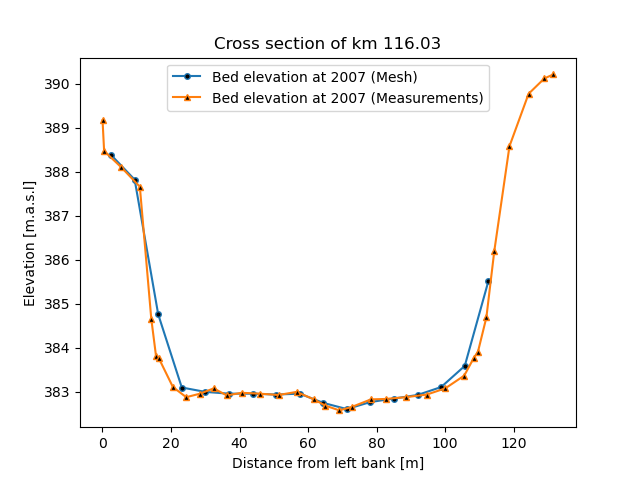 Cross section of km 116.03
Bed elevation at 2007 (Mesh)
Bed elevation at 2007 (Measurements)
Elevation [m.a.s.l]
390
389
388
387
386
385
384
383
0 20 40 60 80 100 120
Distance from left bank [m]